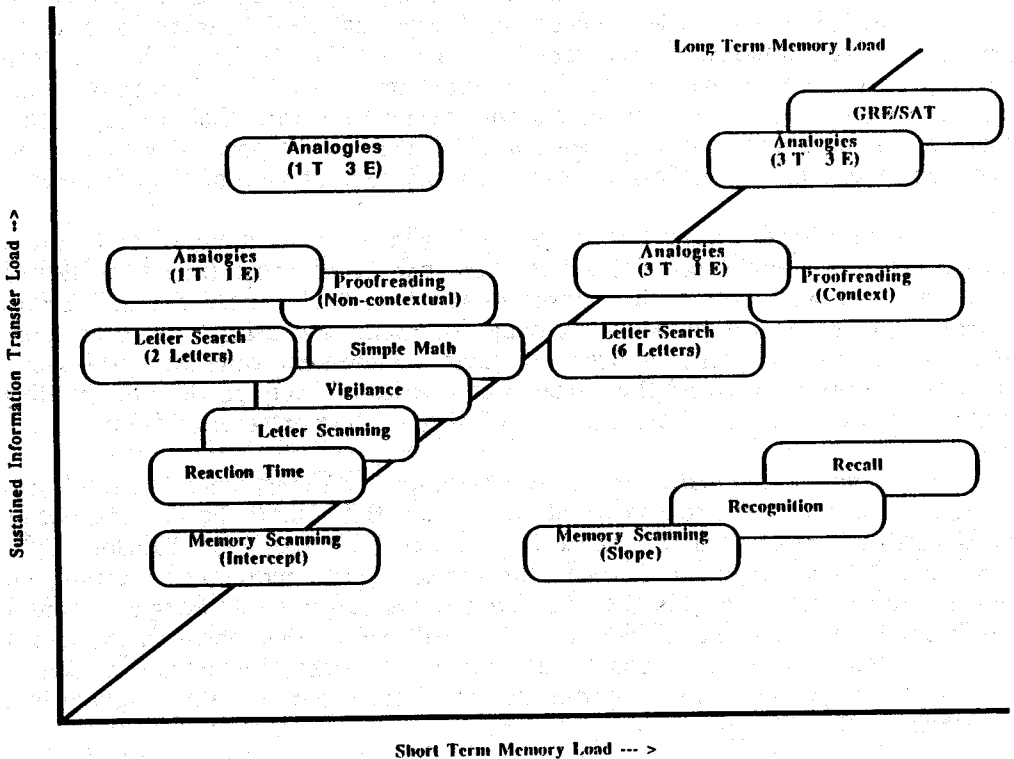 Long Term Memory Load
GRE/SAT
Analogies
(1 T 3 E)
Analogies
(3 T 3 E)
Analogies
(1 T 1 E)
Proofreading
(Non-contextual)
Analogies
(3 T 1 E)
Proofreading
(Context)
Letter Search
(2 Letters)
Simple Math
Letter Search
(6 Letters)
Vigilance
Letter Scanning
Reaction Time
Recall
Recognition
Memory Scanning
(Intercept)
Memory Scanning
(Slope)
Sustained Information Transfer Load -->
Short Term Memory Load --- >